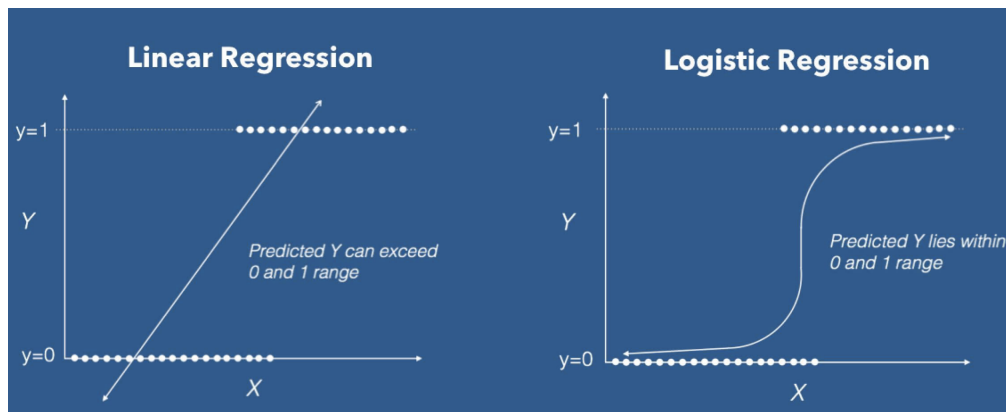 Linear Regression
y=1
Y
Predicted Y can exceed
0 and 1 range
y=0
X
Logistic Regression
y=1
Y
Predicted Y lies within
0 and 1 range
y=0
X